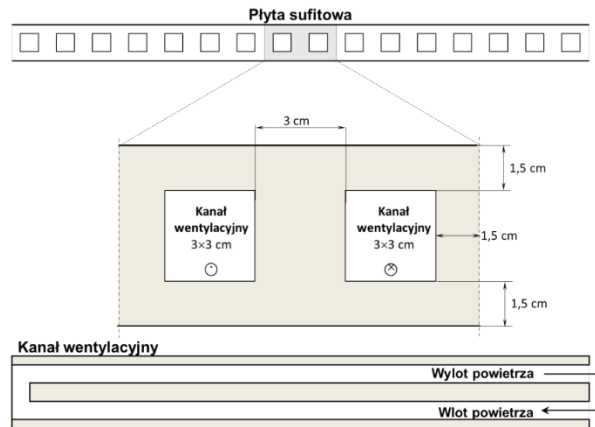 Płyta sufitowa
3 cm
1,5 cm
Kanał
wentylacyjny
3×3 cm
Kanał
wentylacyjny
3×3 cm
1,5 cm
1,5 cm
Kanał wentylacyjny
Wylot powietrza
Wlot powietrza